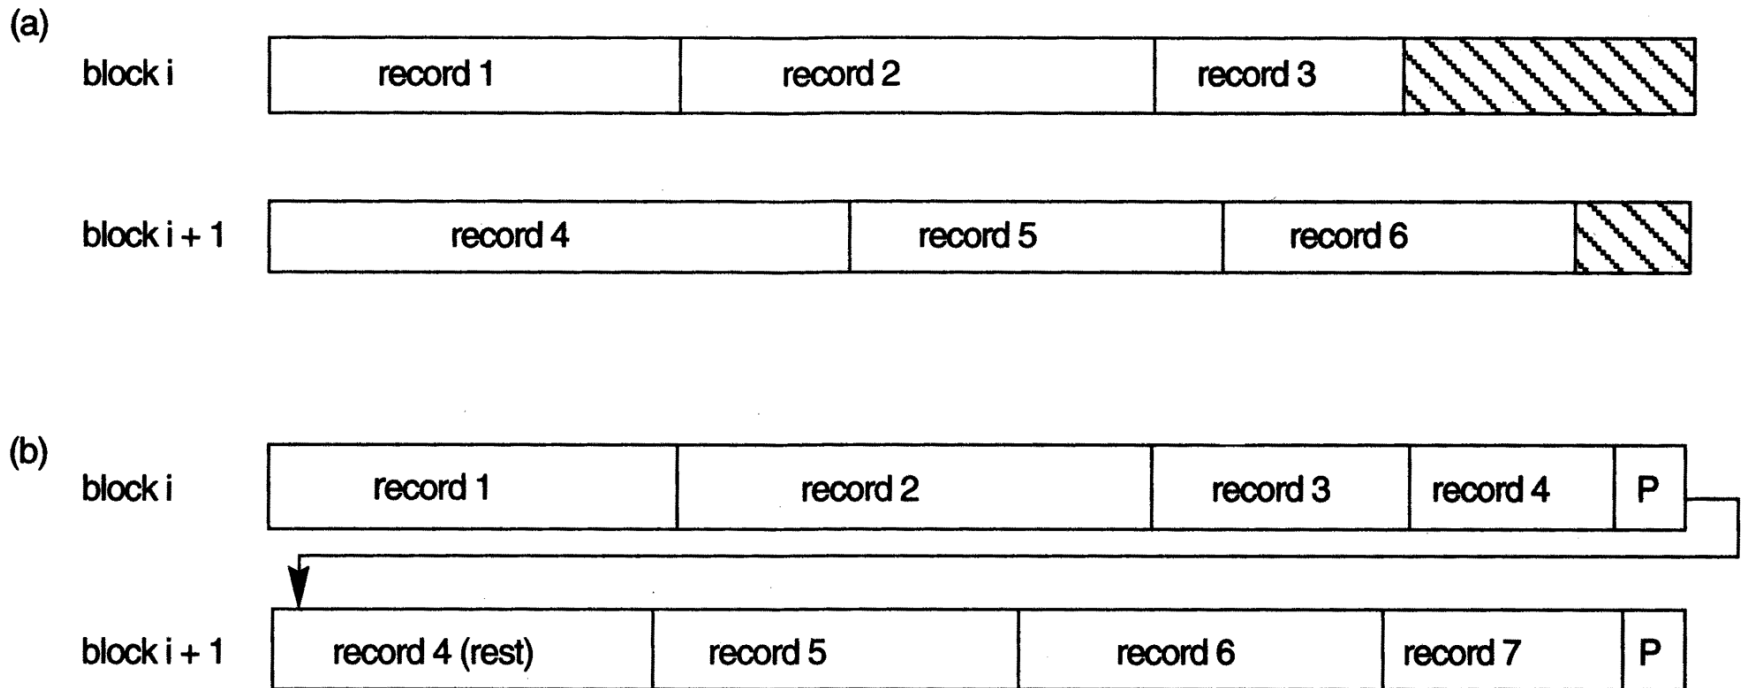 (a)
block i record 1 record 2 record 3
block i + 1 record 4 record 5 record 6
(b)
block i record 1 record 2 record 3 record 4 P
block i + 1 record 4 (rest) record 5 record 6 record 7 P